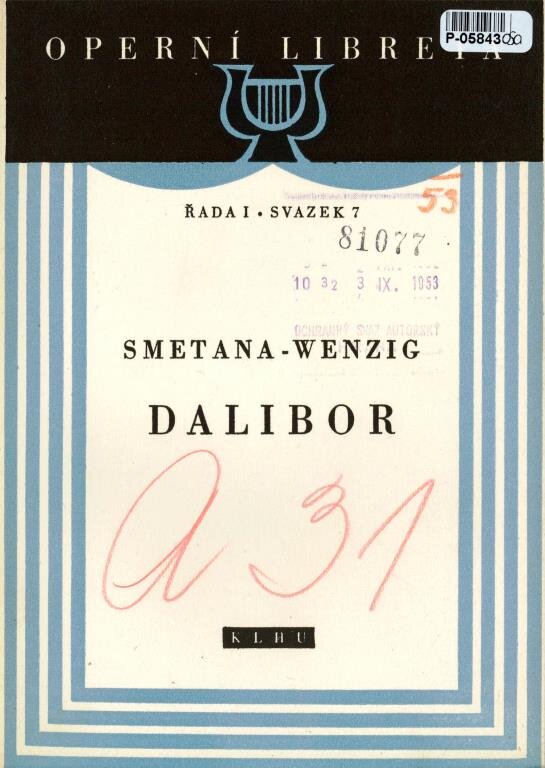 OPERNÍ LIBRETA
P-05843
ŘADA I • SVAZEK 7
53
81077
10 32 3 IX. 1953
OCHRANNÝ SVAZ AUTORSKÝ
SMETANA-WENZIG
DALIBOR
a 31
KLHU